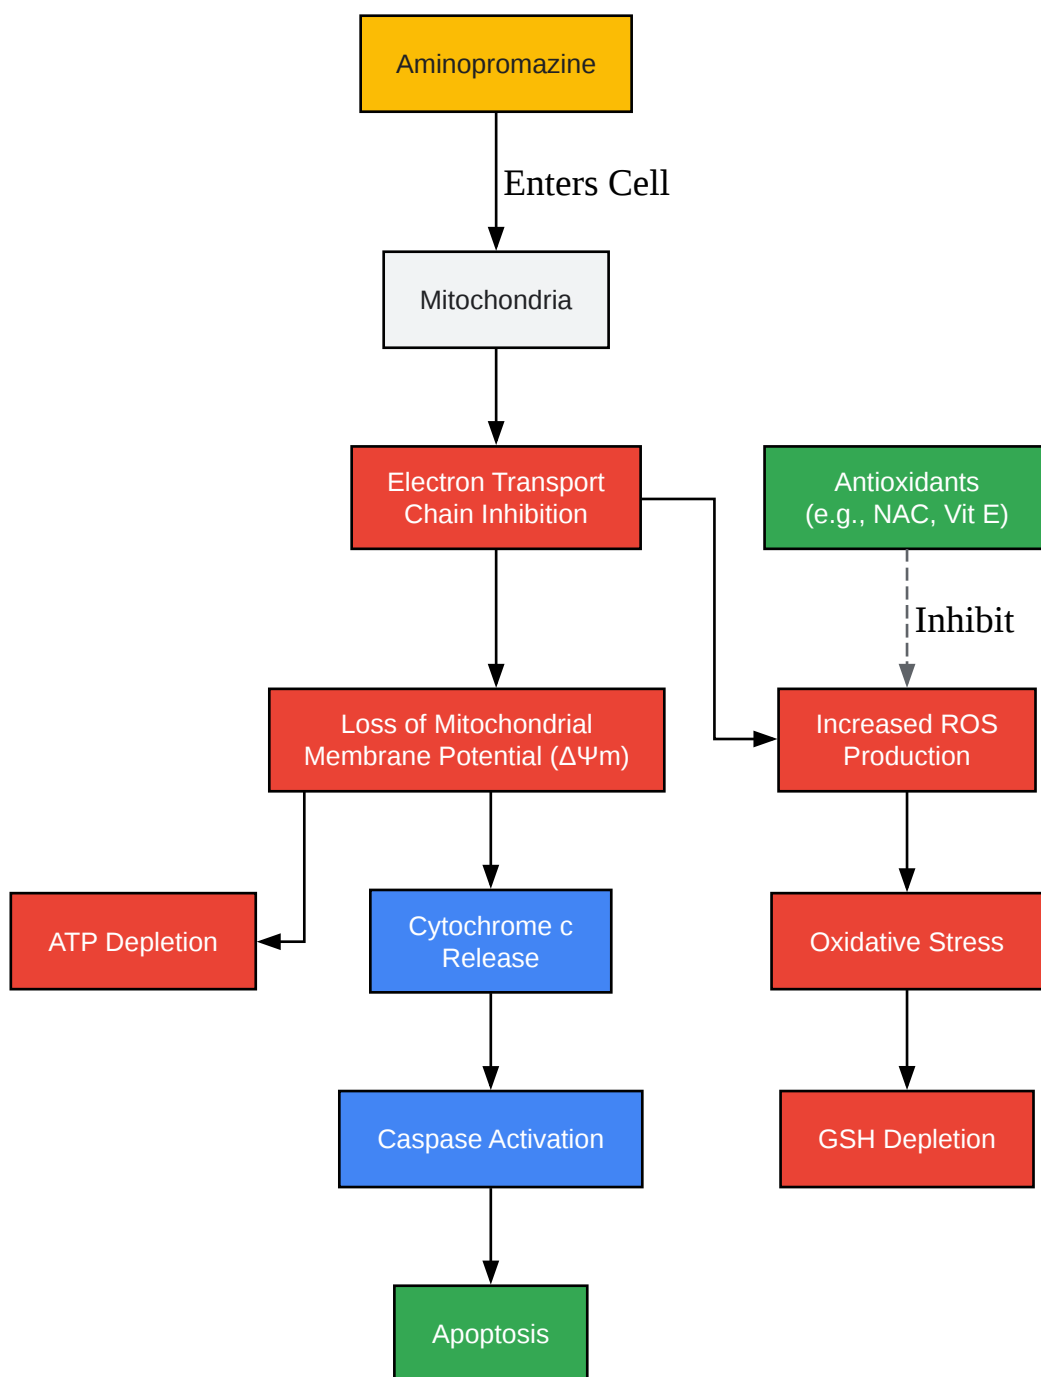 Aminopromazine
Enters Cell
Mitochondria
Electron Transport
Chain Inhibition
Antioxidants
(e.g., NAC, Vit E)
Inhibit
Loss of Mitochondrial
Membrane Potential (ΔΨm)
Increased ROS
Production
ATP Depletion
Cytochrome c
Release
Oxidative Stress
Caspase Activation
GSH Depletion
Apoptosis